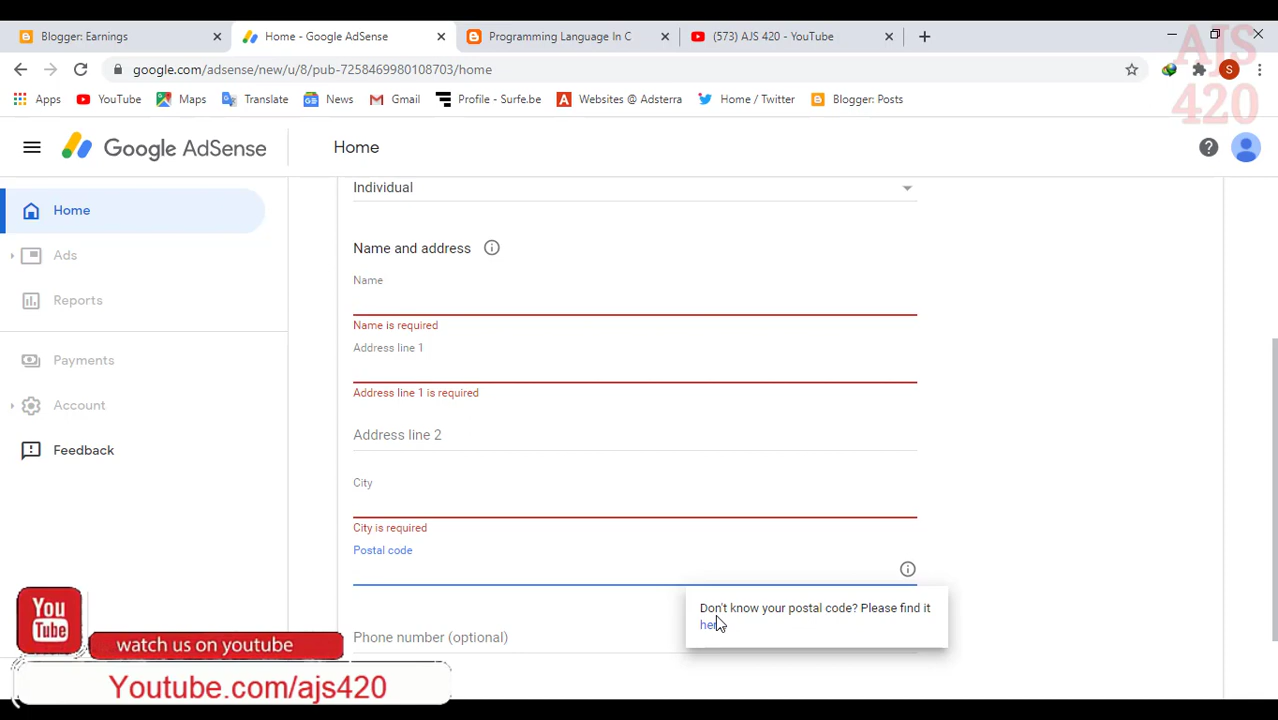 Blogger: Earnings
Home - Google AdSense
Programming Language In C
(573) AJS 420 - YouTube
AJS
420
google.com/adsense/new/u/8/pub-7258469980108703/home
S
Apps
YouTube
Maps
Translate
News
Gmail
Profile - Surfe.be
Websites @ Adsterra
Home / Twitter
Blogger: Posts
Google AdSense
Home
Home
Ads
Reports
Payments
Account
Feedback
Individual
Name and address
Name
Name is required
Address line 1
Address line 1 is required
Address line 2
City
City is required
Postal code
Don't know your postal code? Please find it
here
Phone number (optional)
You
Tube
watch us on youtube
Youtube.com/ajs420